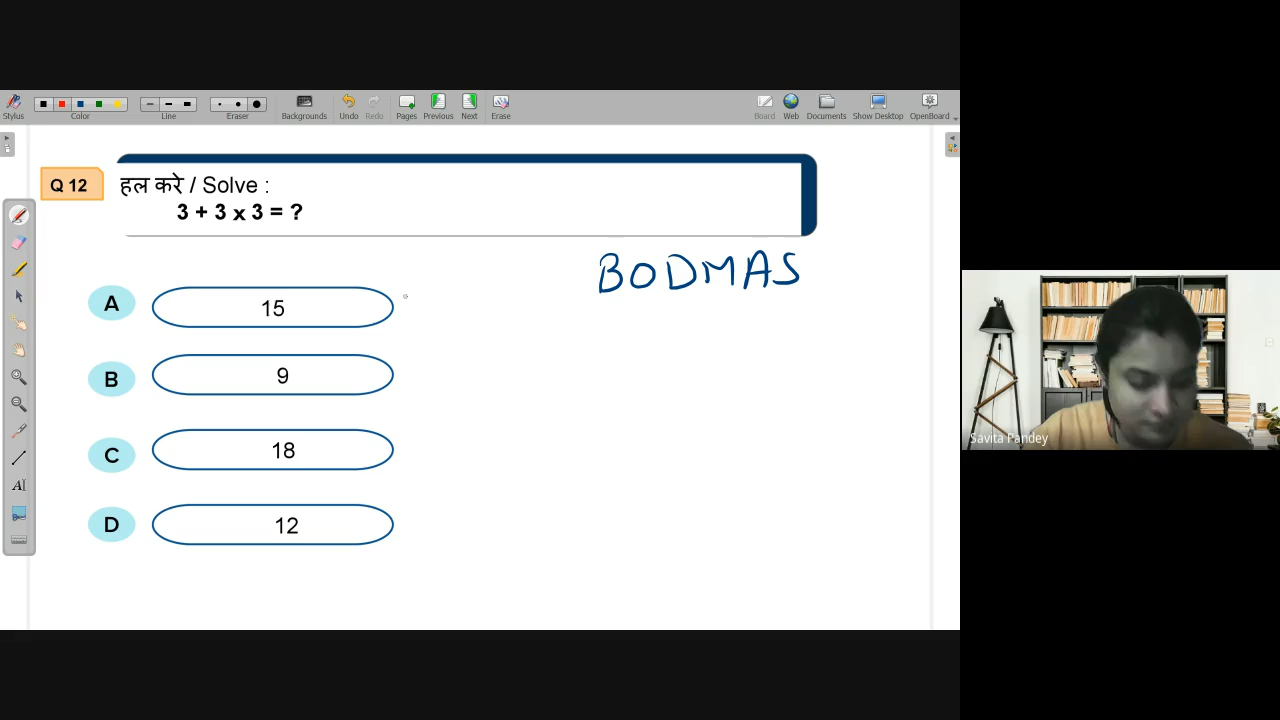 Stylus
Color
Line
Eraser
Backgrounds
Undo
Redo
Pages
Previous
Next
Erase
Board
Web
Documents
Show Desktop
OpenBoard
Q 12
हल करे / Solve :
3 + 3 x 3 = ?
BODMAS
A
15
B
9
C
18
D
12
Savita Pandey